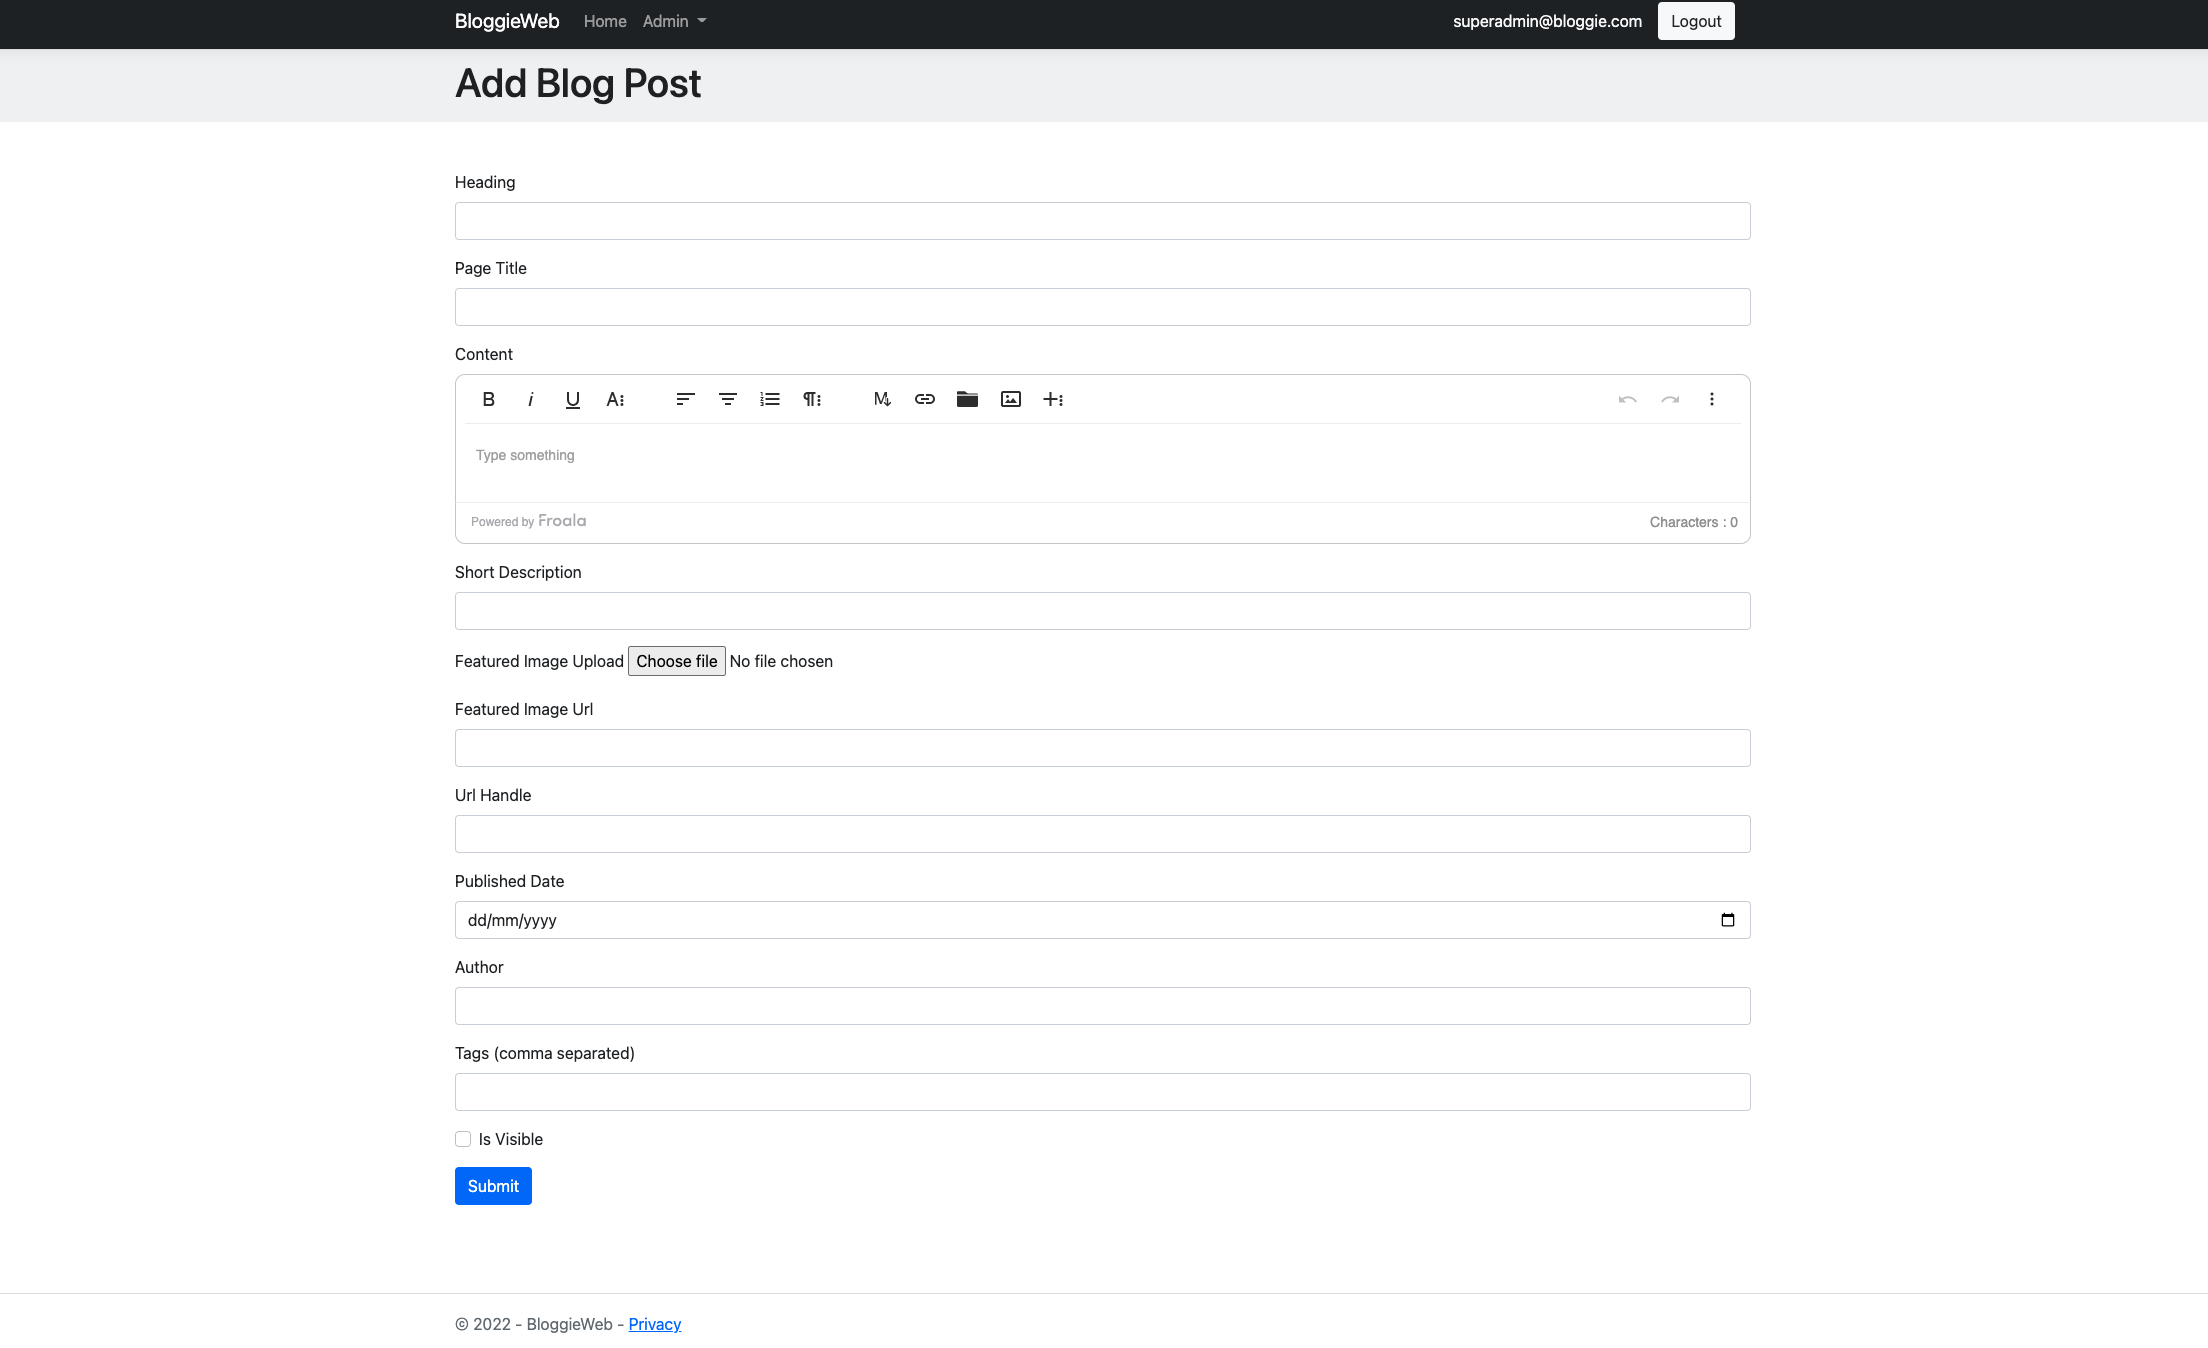 BloggieWeb Home Admin superadmin@bloggie.com Logout
Add Blog Post
Heading
Page Title
Content
Type something
Powered by Froala Characters : 0
Short Description
Featured Image Upload Choose file No file chosen
Featured Image Url
Url Handle
Published Date
dd/mm/yyyy
Author
Tags (comma separated)
Is Visible
Submit
© 2022 - BloggieWeb - Privacy